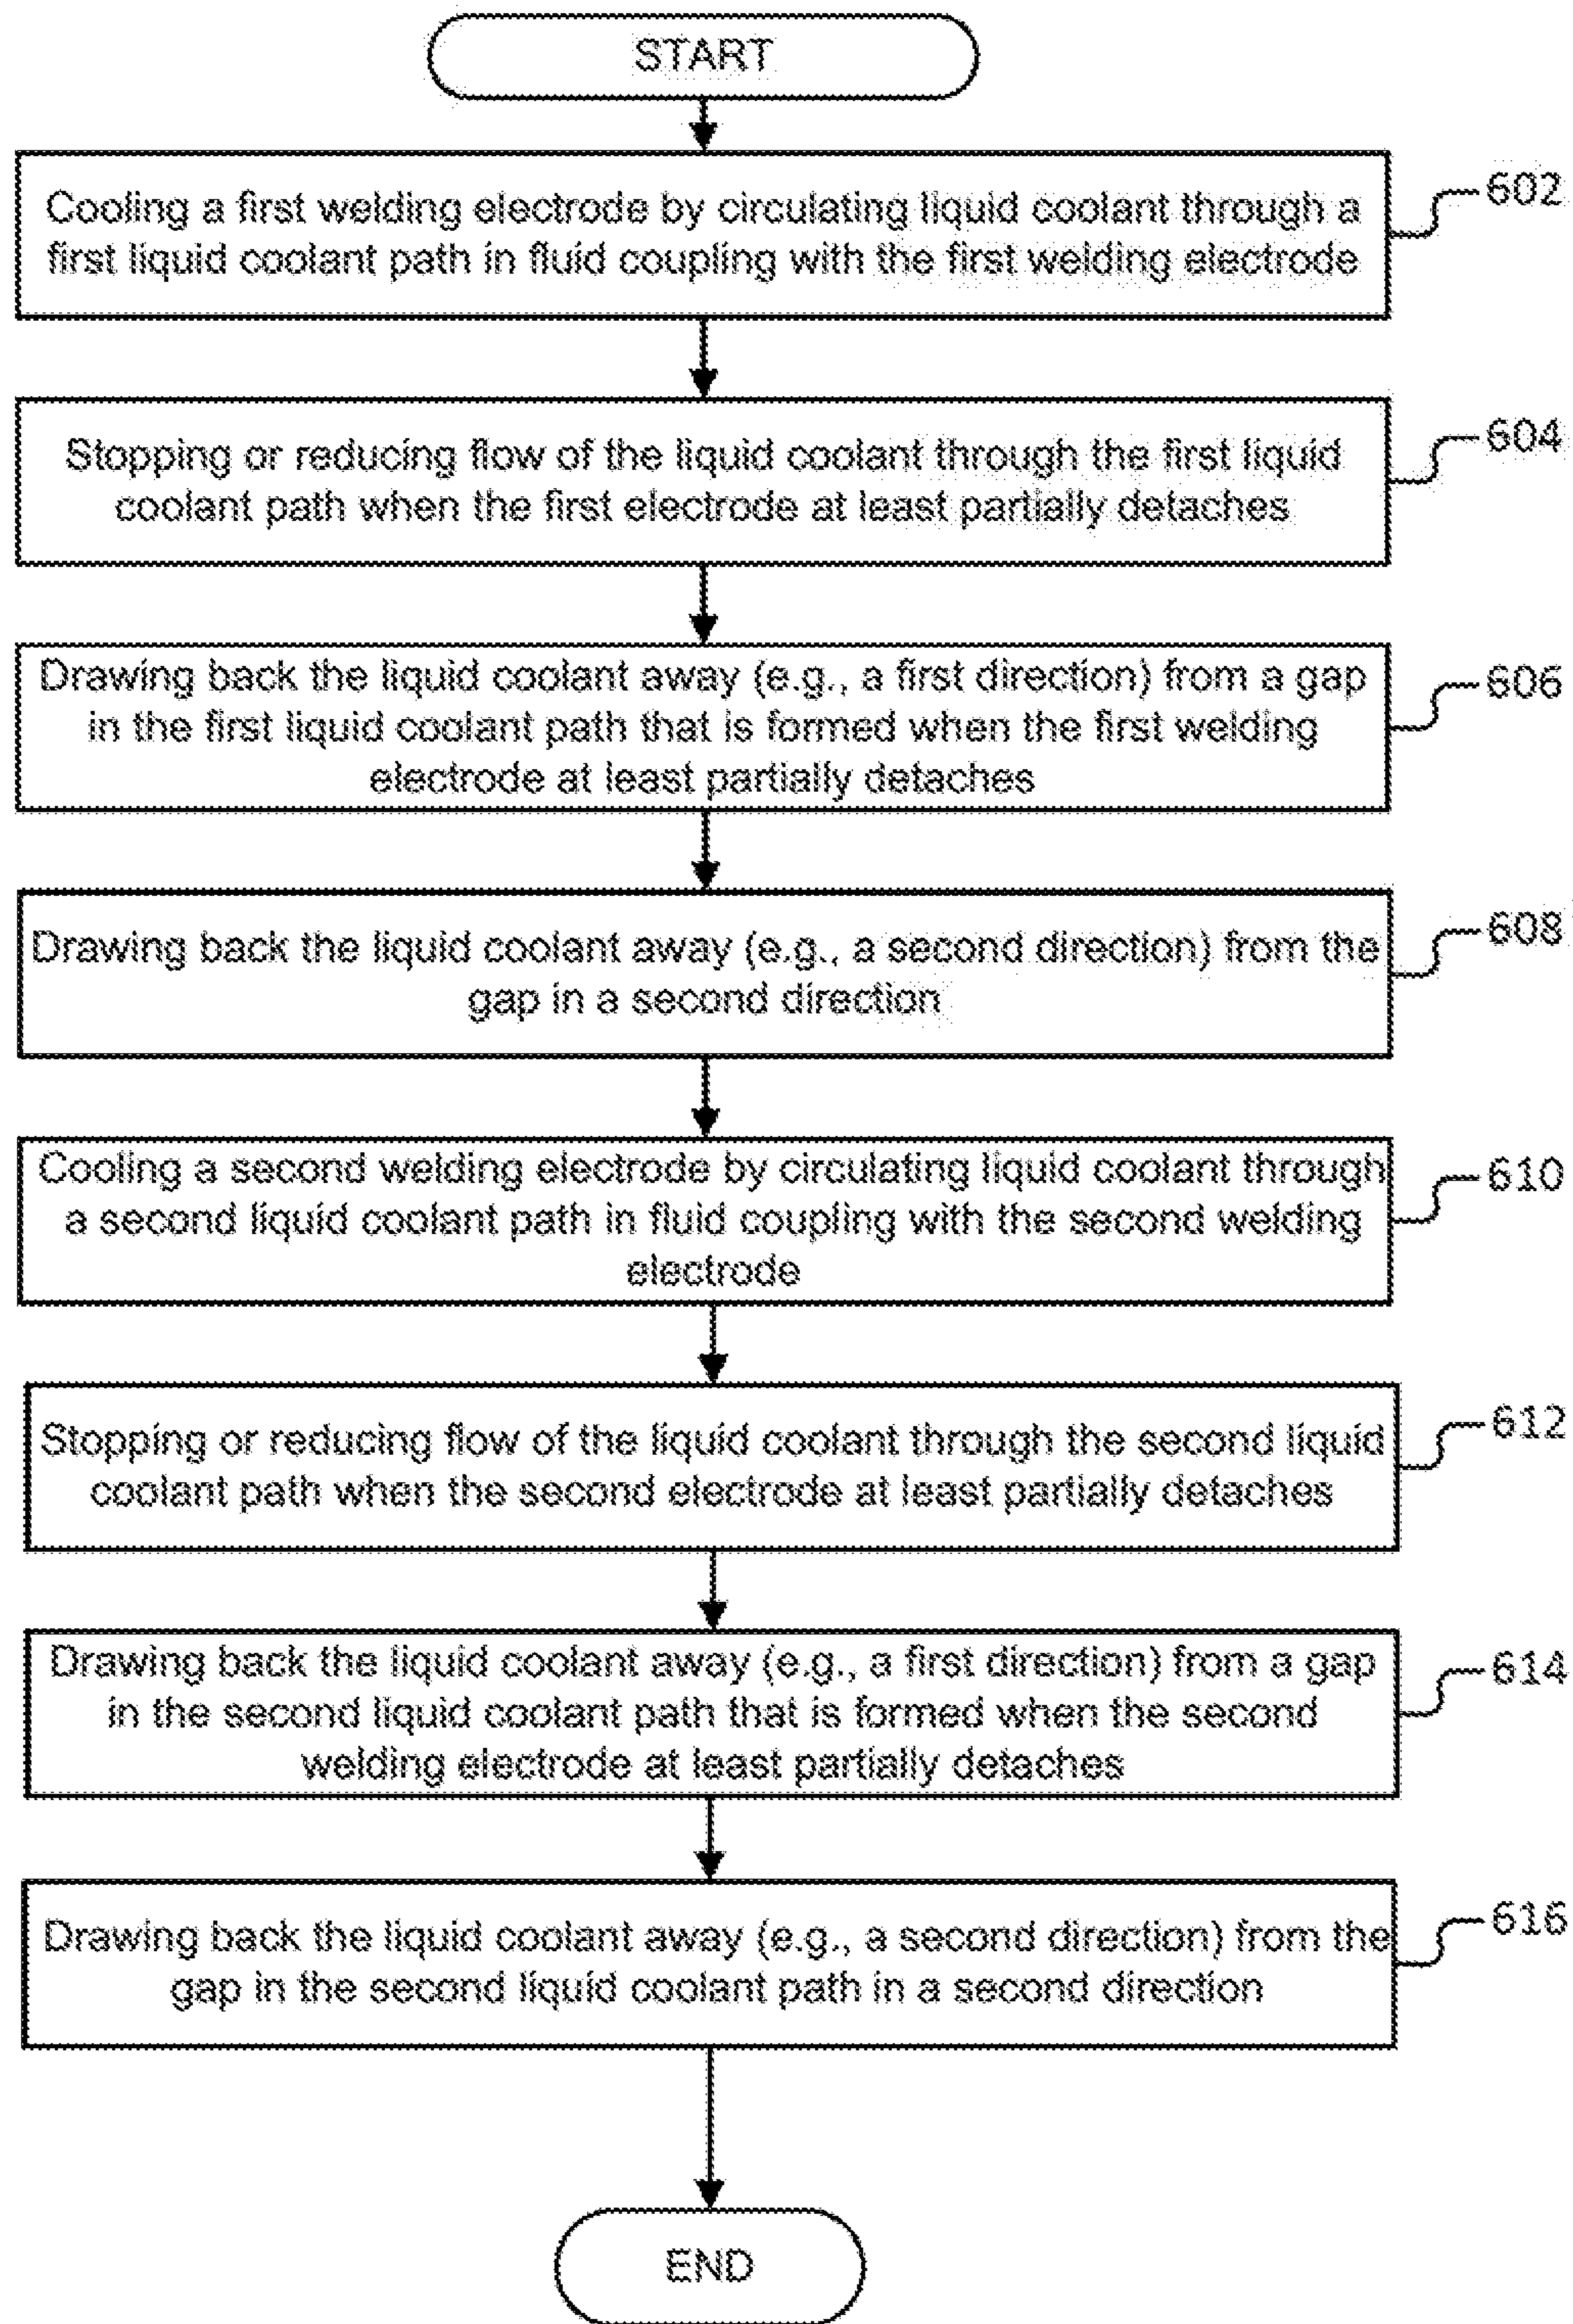 START
Cooling a first welding electrode by circulating liquid coolant through a
first liquid coolant path in fluid coupling with the first welding electrode
602
Stopping or reducing flow of the liquid coolant through the first liquid
coolant path when the first electrode at least partially detaches
604
Drawing back the liquid coolant away (e.g., a first direction) from a gap
in the first liquid coolant path that is formed when the first welding
electrode at least partially detaches
606
Drawing back the liquid coolant away (e.g., a second direction) from the
gap in a second direction
608
Cooling a second welding electrode by circulating liquid coolant through
a second liquid coolant path in fluid coupling with the second welding
electrode
610
Stopping or reducing flow of the liquid coolant through the second liquid
coolant path when the second electrode at least partially detaches
612
Drawing back the liquid coolant away (e.g., a first direction) from a gap
in the second liquid coolant path that is formed when the second
welding electrode at least partially detaches
614
Drawing back the liquid coolant away (e.g., a second direction) from the
gap in the second liquid coolant path in a second direction
616
END